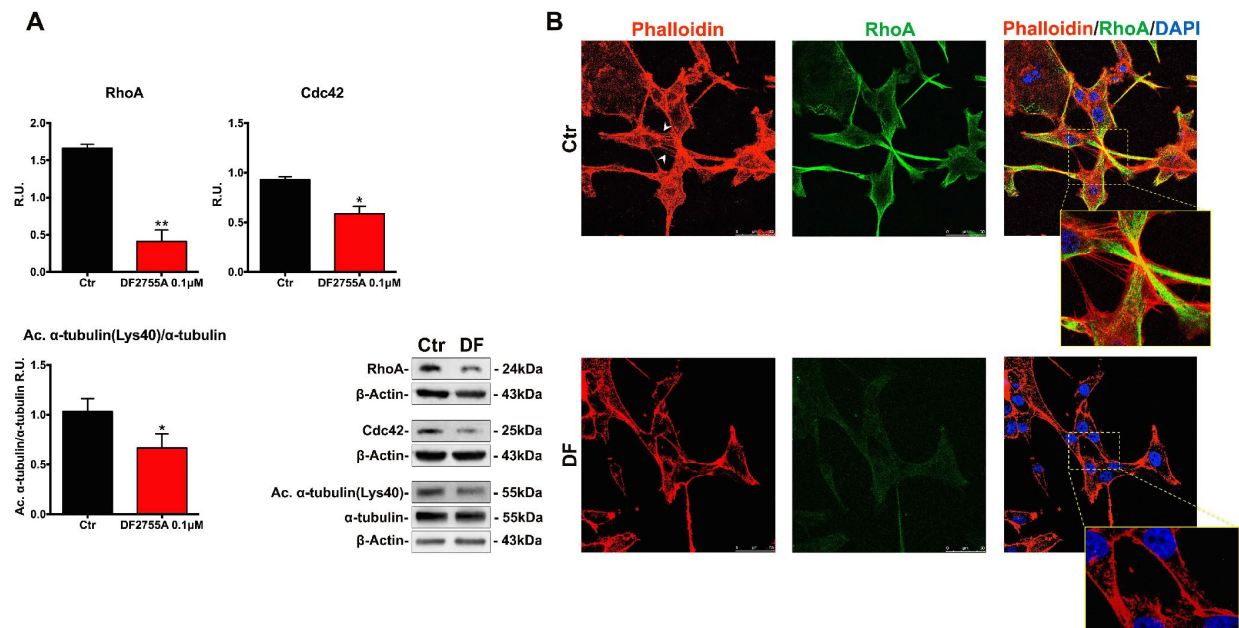 A
RhoA
2.0
1.5
1.0
0.5
0.0
R.U.
**
Ctr
DF2755A 0.1μM
Cdc42
1.5
1.0
0.5
0.0
R.U.
*
Ctr
DF2755A 0.1μM
Ac. α-tubulin(Lys40)/α-tubulin
1.5
1.0
0.5
0.0
Ac. α-tubulin/α-tubulin R.U.
*
Ctr
DF2755A 0.1μM
Ctr DF
RhoA- - 24kDa
β-Actin- - 43kDa
Cdc42- - 25kDa
β-Actin- - 43kDa
Ac. α-tubulin(Lys40)- - 55kDa
α-tubulin- - 55kDa
β-Actin- - 43kDa
B
Phalloidin
RhoA
Phalloidin/RhoA/DAPI
Ctr
DF